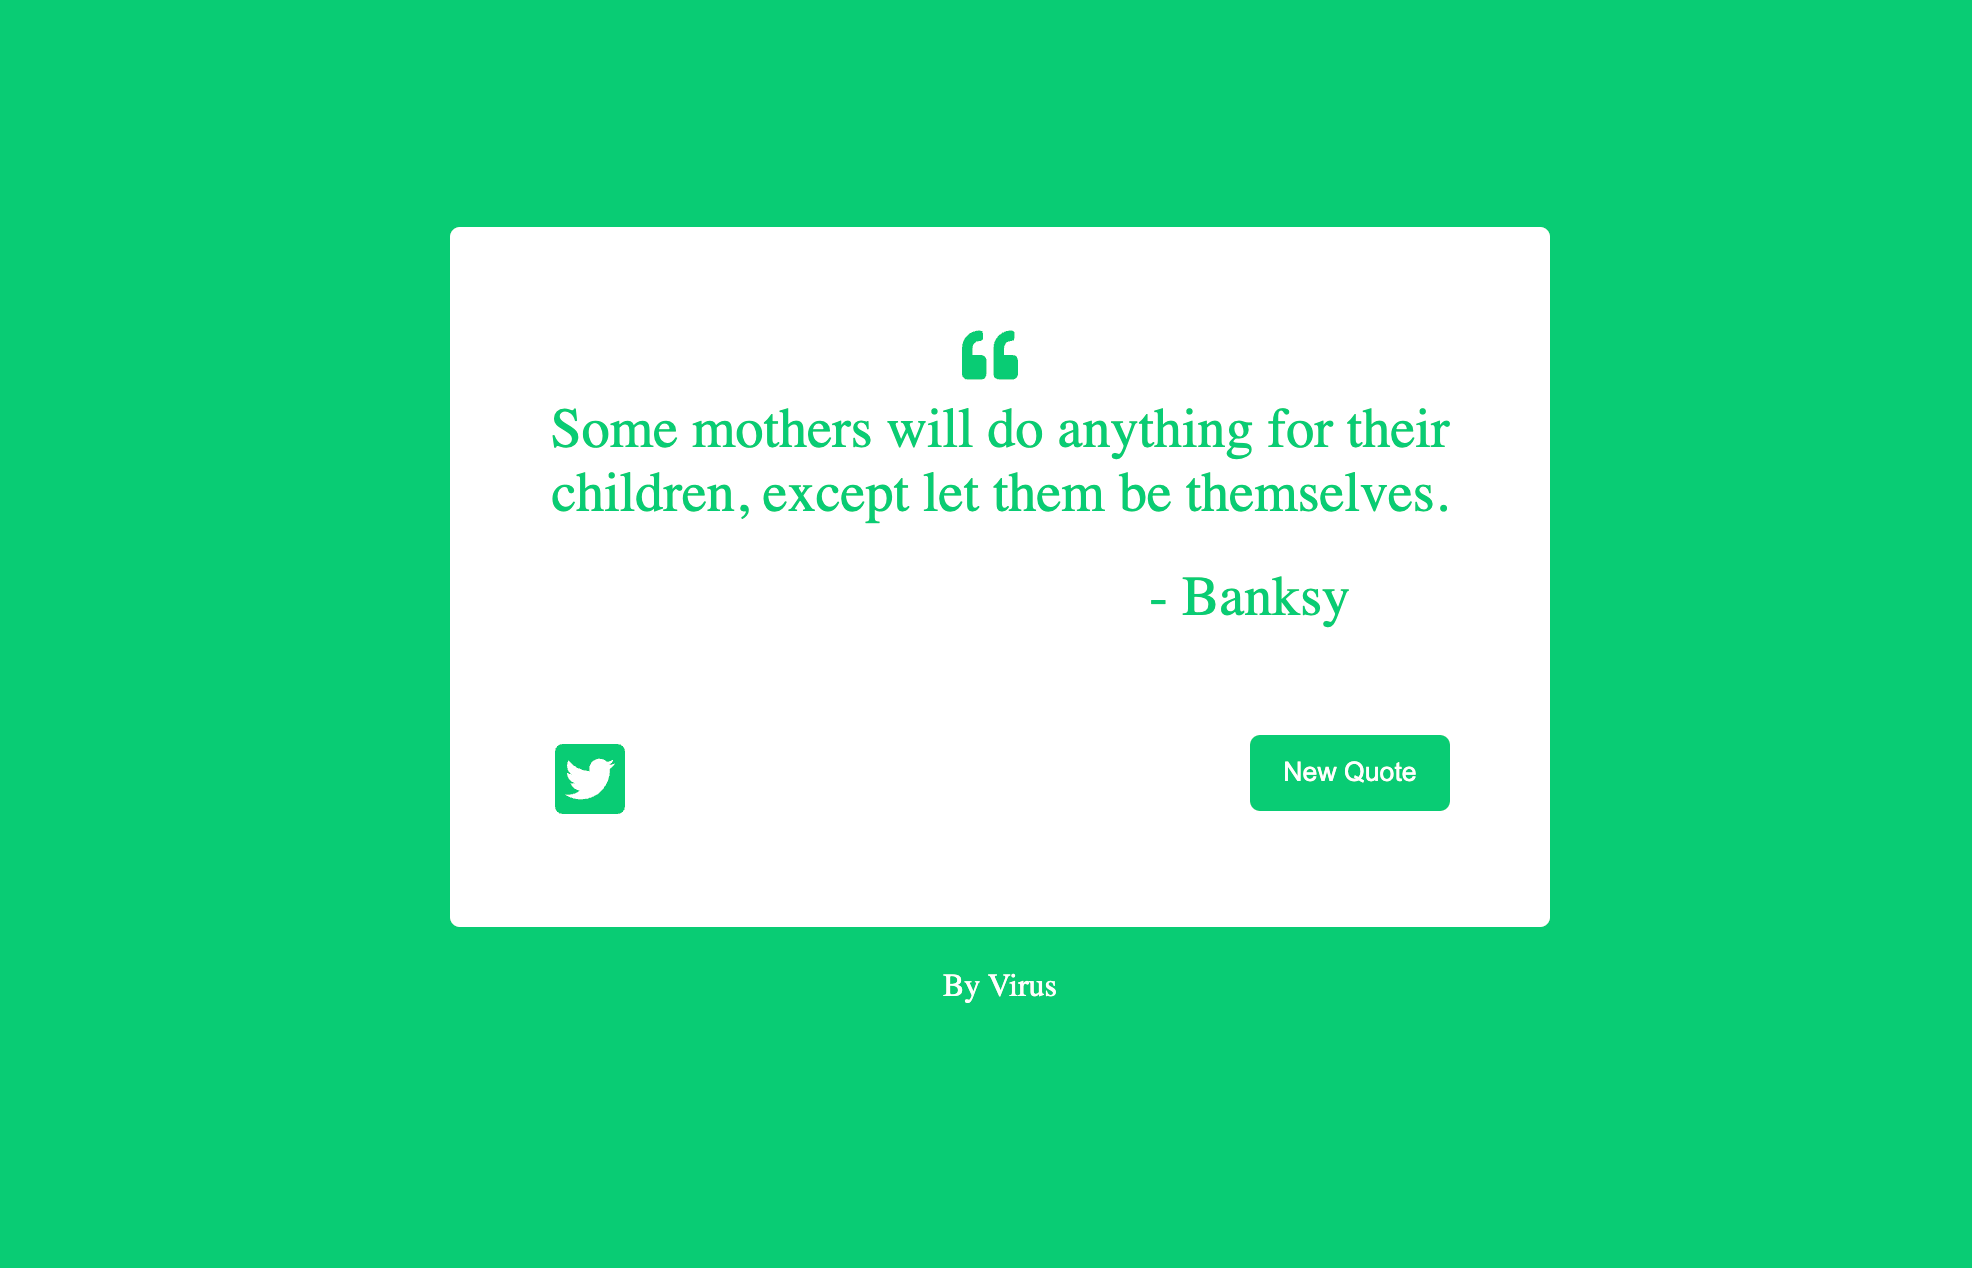 Some mothers will do anything for their
children, except let them be themselves.
- Banksy
New Quote
By Virus